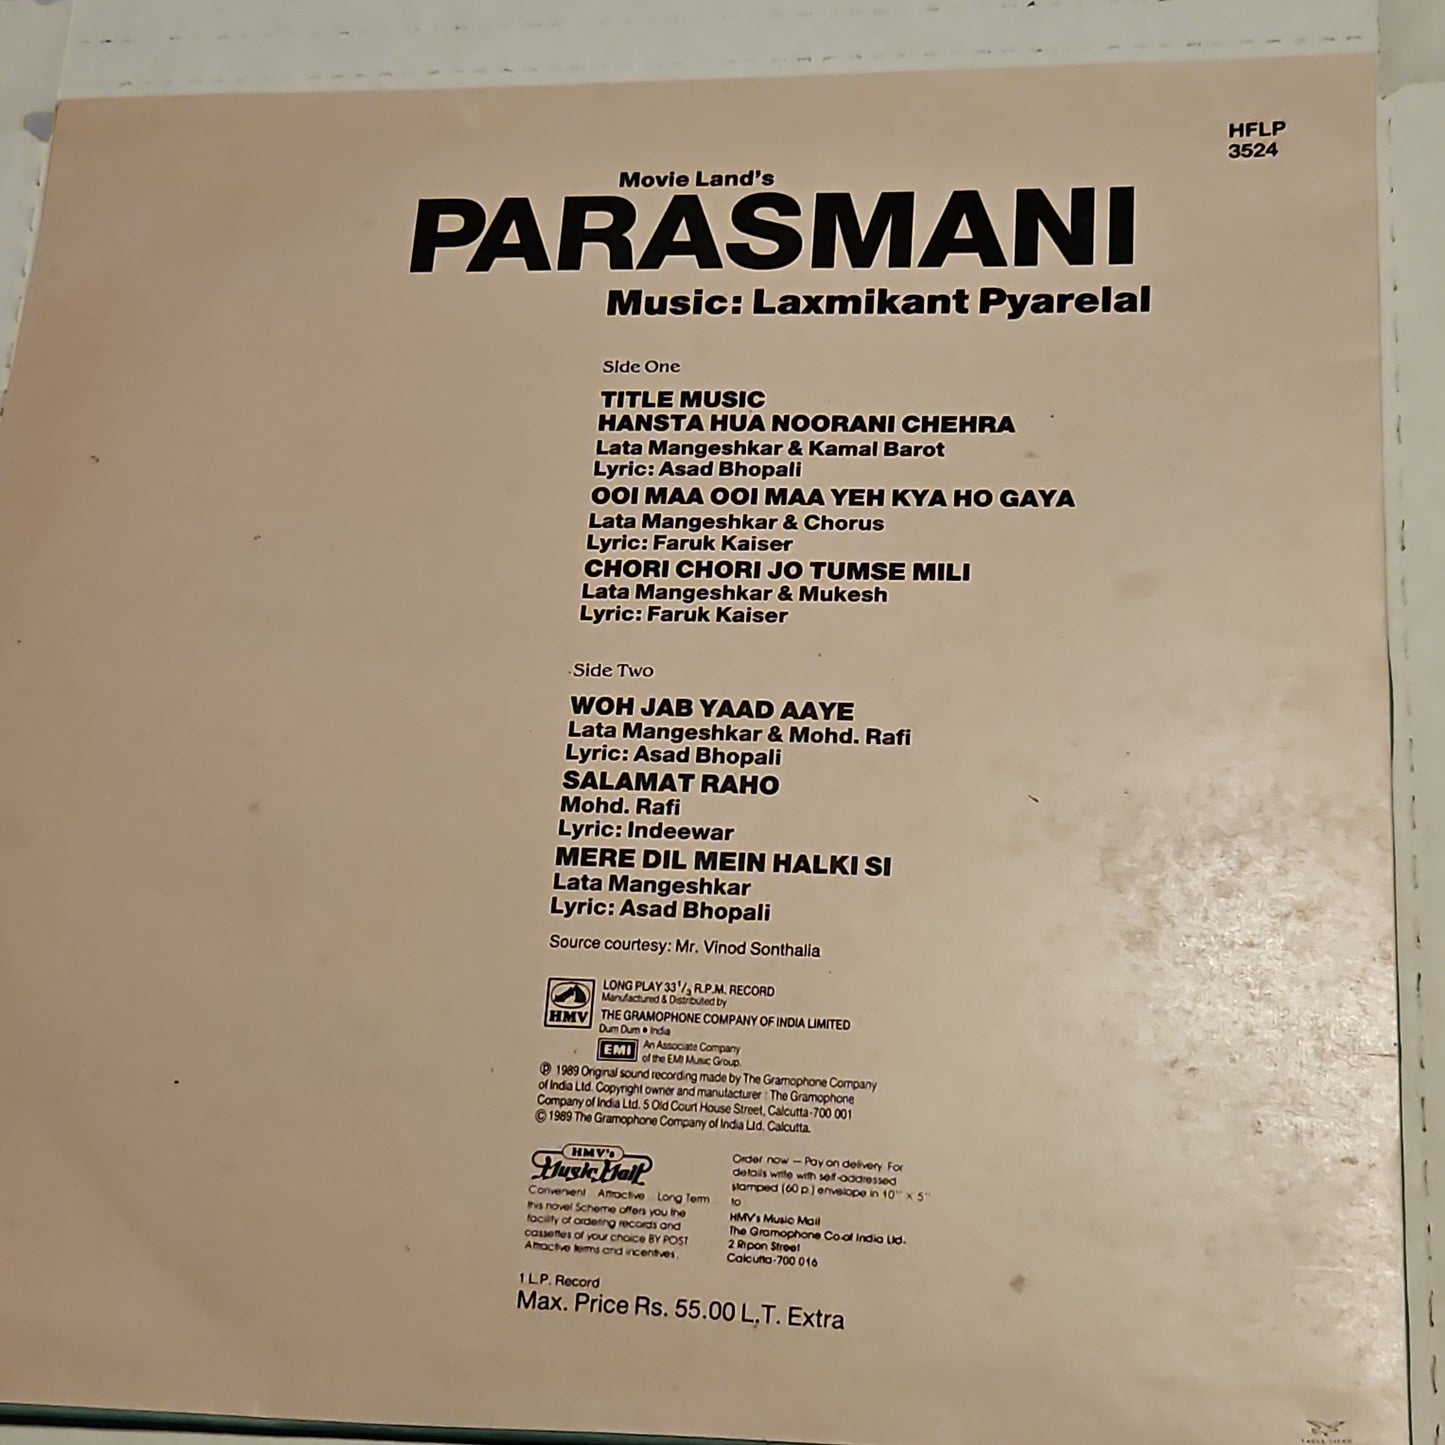 HFLP
3524
Movie Land's
PARASMANI
Music: Laxmikant Pyarelal
Side One
TITLE MUSIC
HANSTA HUA NOORANI CHEHRA
Lata Mangeshkar & Kamal Barot
Lyric: Asad Bhopali
OOI MAA OOI MAA YEH KYA HO GAYA
Lata Mangeshkar & Chorus
Lyric: Faruk Kaiser
CHORI CHORI JO TUMSE MILI
Lata Mangeshkar & Mukesh
Lyric: Faruk Kaiser
Side Two
WOH JAB YAAD AAYE
Lata Mangeshkar & Mohd. Rafi
Lyric: Asad Bhopali
SALAMAT RAHO
Mohd. Rafi
Lyric: Indeewar
MERE DIL MEIN HALKI SI
Lata Mangeshkar
Lyric: Asad Bhopali
Source courtesy: Mr. Vinod Sonthalia
HMV
LONG PLAY 33 1/3 R.P.M. RECORD
Manufactured & Distributed by
THE GRAMOPHONE COMPANY OF INDIA LIMITED
Dum Dum • India
EMI
An Associate Company
of the EMI Music Group.
℗ 1989 Original sound recording made by The Gramophone Company
of India Ltd. Copyright owner and manufacturer : The Gramophone
Company of India Ltd. 5 Old Court House Street, Calcutta-700 001
© 1989 The Gramophone Company of India Ltd. Calcutta.
HMV's
Music Mail
Convenient Attractive Long Term
this novel Scheme offers you the
facility of ordering records and
cassettes of your choice BY POST
Attractive terms and incentives.
Order now — Pay on delivery For
details write with self-addressed
stamped (60 p.) envelope in 10'' × 5''
to
HMV's Music Mail
The Gramophone Co.of India Ltd.
2 Ripon Street
Calcutta-700 016
1 L.P. Record
Max. Price Rs. 55.00 L.T. Extra